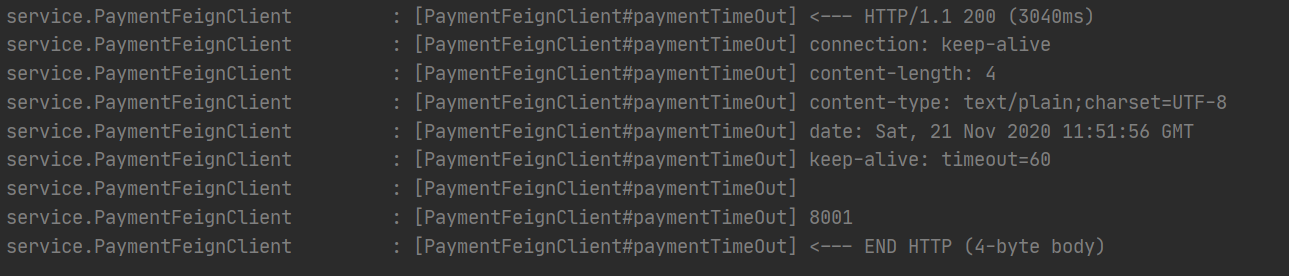 service.PaymentFeignClient : [PaymentFeignClient#paymentTimeOut] <--- HTTP/1.1 200 (3040ms)
service.PaymentFeignClient : [PaymentFeignClient#paymentTimeOut] connection: keep-alive
service.PaymentFeignClient : [PaymentFeignClient#paymentTimeOut] content-length: 4
service.PaymentFeignClient : [PaymentFeignClient#paymentTimeOut] content-type: text/plain;charset=UTF-8
service.PaymentFeignClient : [PaymentFeignClient#paymentTimeOut] date: Sat, 21 Nov 2020 11:51:56 GMT
service.PaymentFeignClient : [PaymentFeignClient#paymentTimeOut] keep-alive: timeout=60
service.PaymentFeignClient : [PaymentFeignClient#paymentTimeOut]
service.PaymentFeignClient : [PaymentFeignClient#paymentTimeOut] 8001
service.PaymentFeignClient : [PaymentFeignClient#paymentTimeOut] <--- END HTTP (4-byte body)